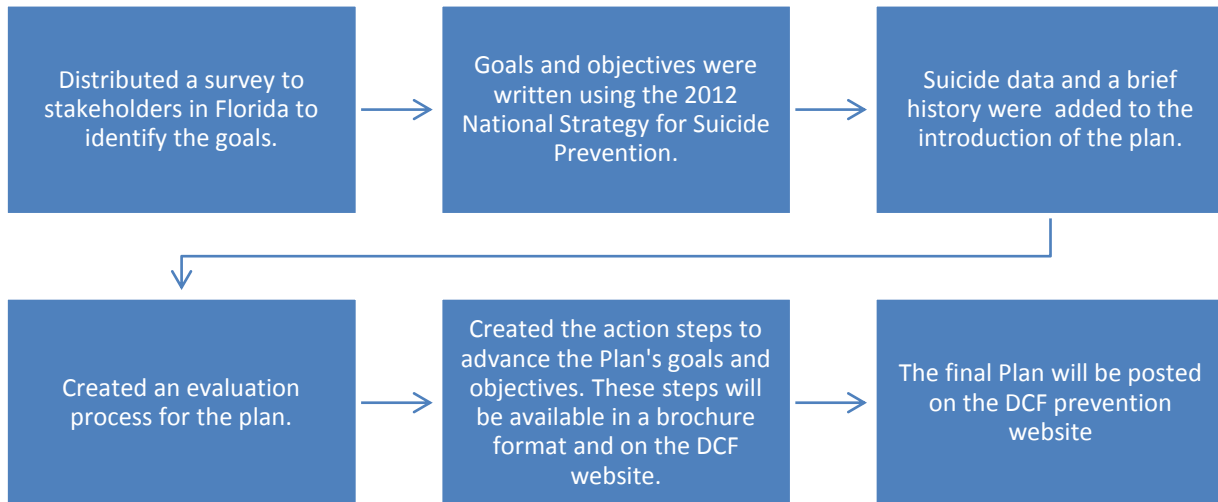 Distributed a survey to
stakeholders in Florida to
identify the goals.
Goals and objectives were
written using the 2012
National Strategy for Suicide
Prevention.
Suicide data and a brief
history were  added to the
introduction of the plan.
Created an evaluation
process for the plan.
Created the action steps to
advance the Plan's goals and
objectives. These steps will
be available in a brochure
format and on the DCF
website.
The final Plan will be posted
on the DCF prevention
website